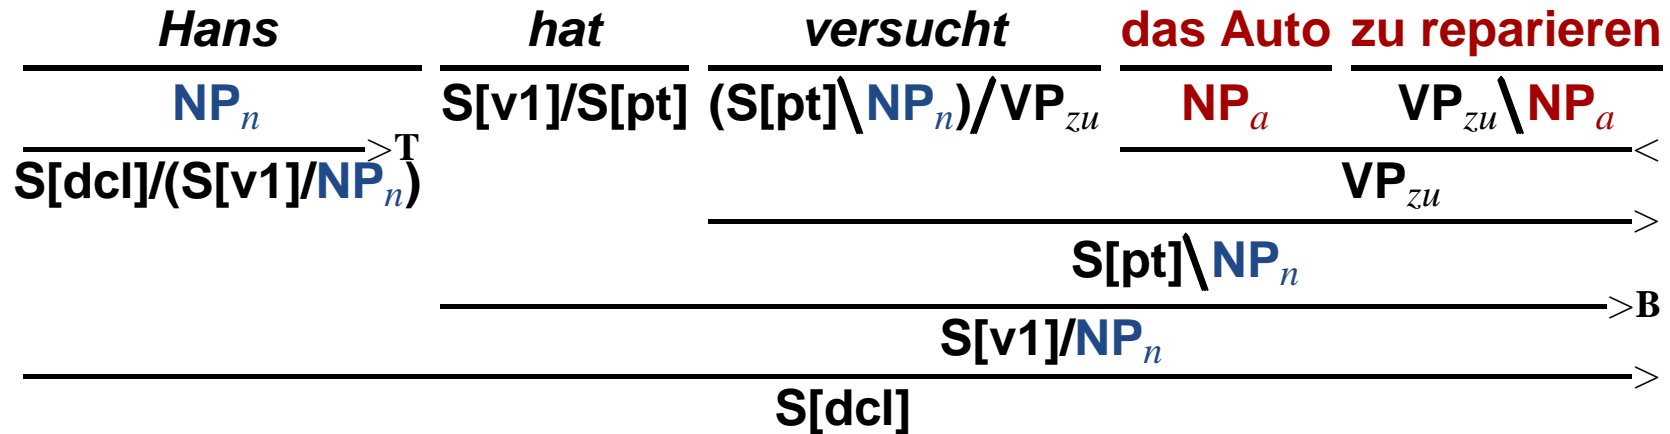 Hans hat versucht das Auto zu reparieren
NPn S[v1]/S[pt] (S[pt]\NPn)/VPzu NPa VPzu\NPa
>T <
S[dcl]/(S[v1]/NPn) VPzu
>
S[pt]\NPn
>B
S[v1]/NPn
>
S[dcl]